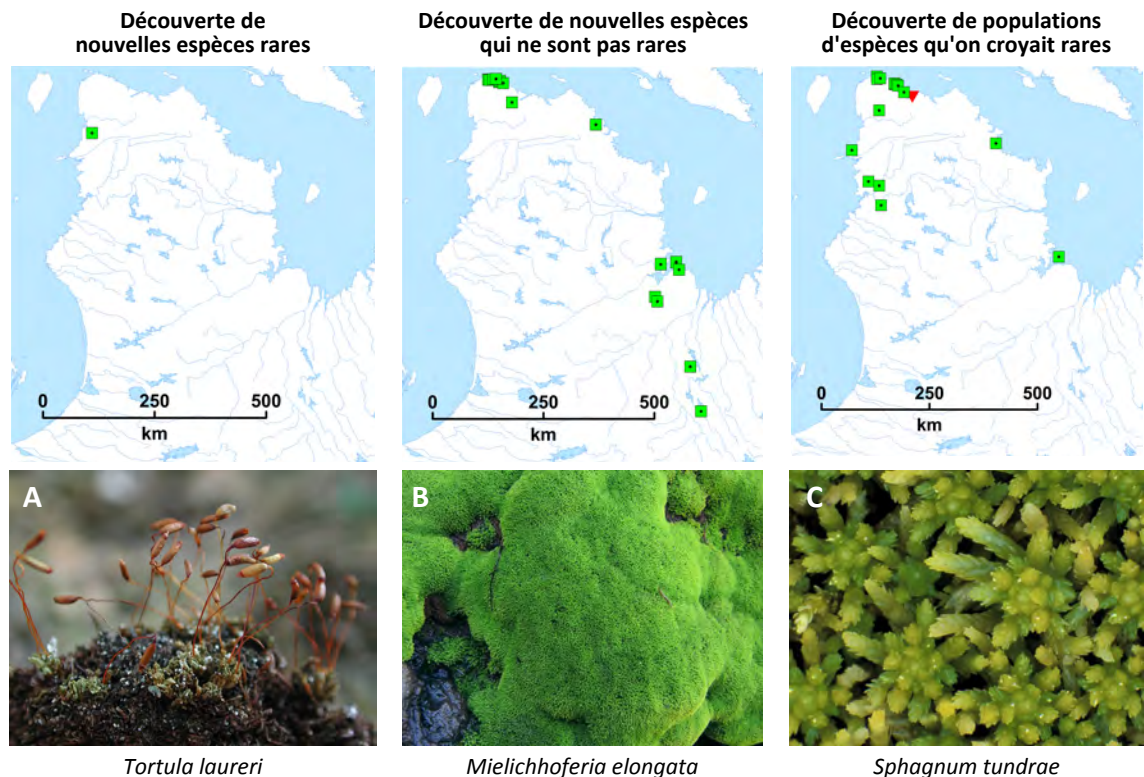 Découverte de
nouvelles espèces rares
Découverte de nouvelles espèces
qui ne sont pas rares
Découverte de populations
d'espèces qu'on croyait rares
0 250 500
km
0 250 500
km
0 250 500
km
A
B
C
Tortula laureri
Mielichhoferia elongata
Sphagnum tundrae